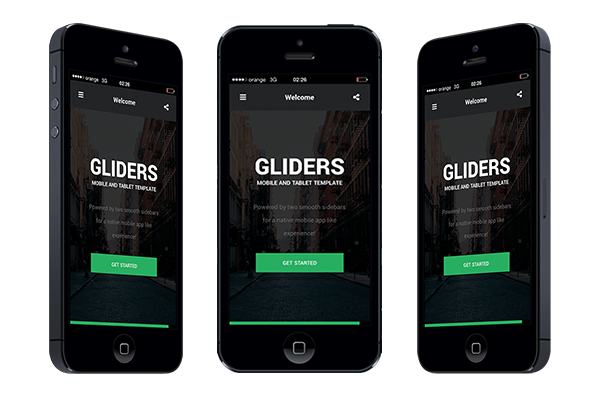 orange 3G 02:26
Welcome
GLIDERS
MOBILE AND TABLET TEMPLATE
Powered by two smooth sidebars
for a native mobile app like
experience!
GET STARTED
orange 3G 02:26
Welcome
GLIDERS
MOBILE AND TABLET TEMPLATE
Powered by two smooth sidebars
for a native mobile app like
experience!
GET STARTED
orange 3G 02:26
Welcome
GLIDERS
MOBILE AND TABLET TEMPLATE
Powered by two smooth sidebars
for a native mobile app like
experience!
GET STARTED